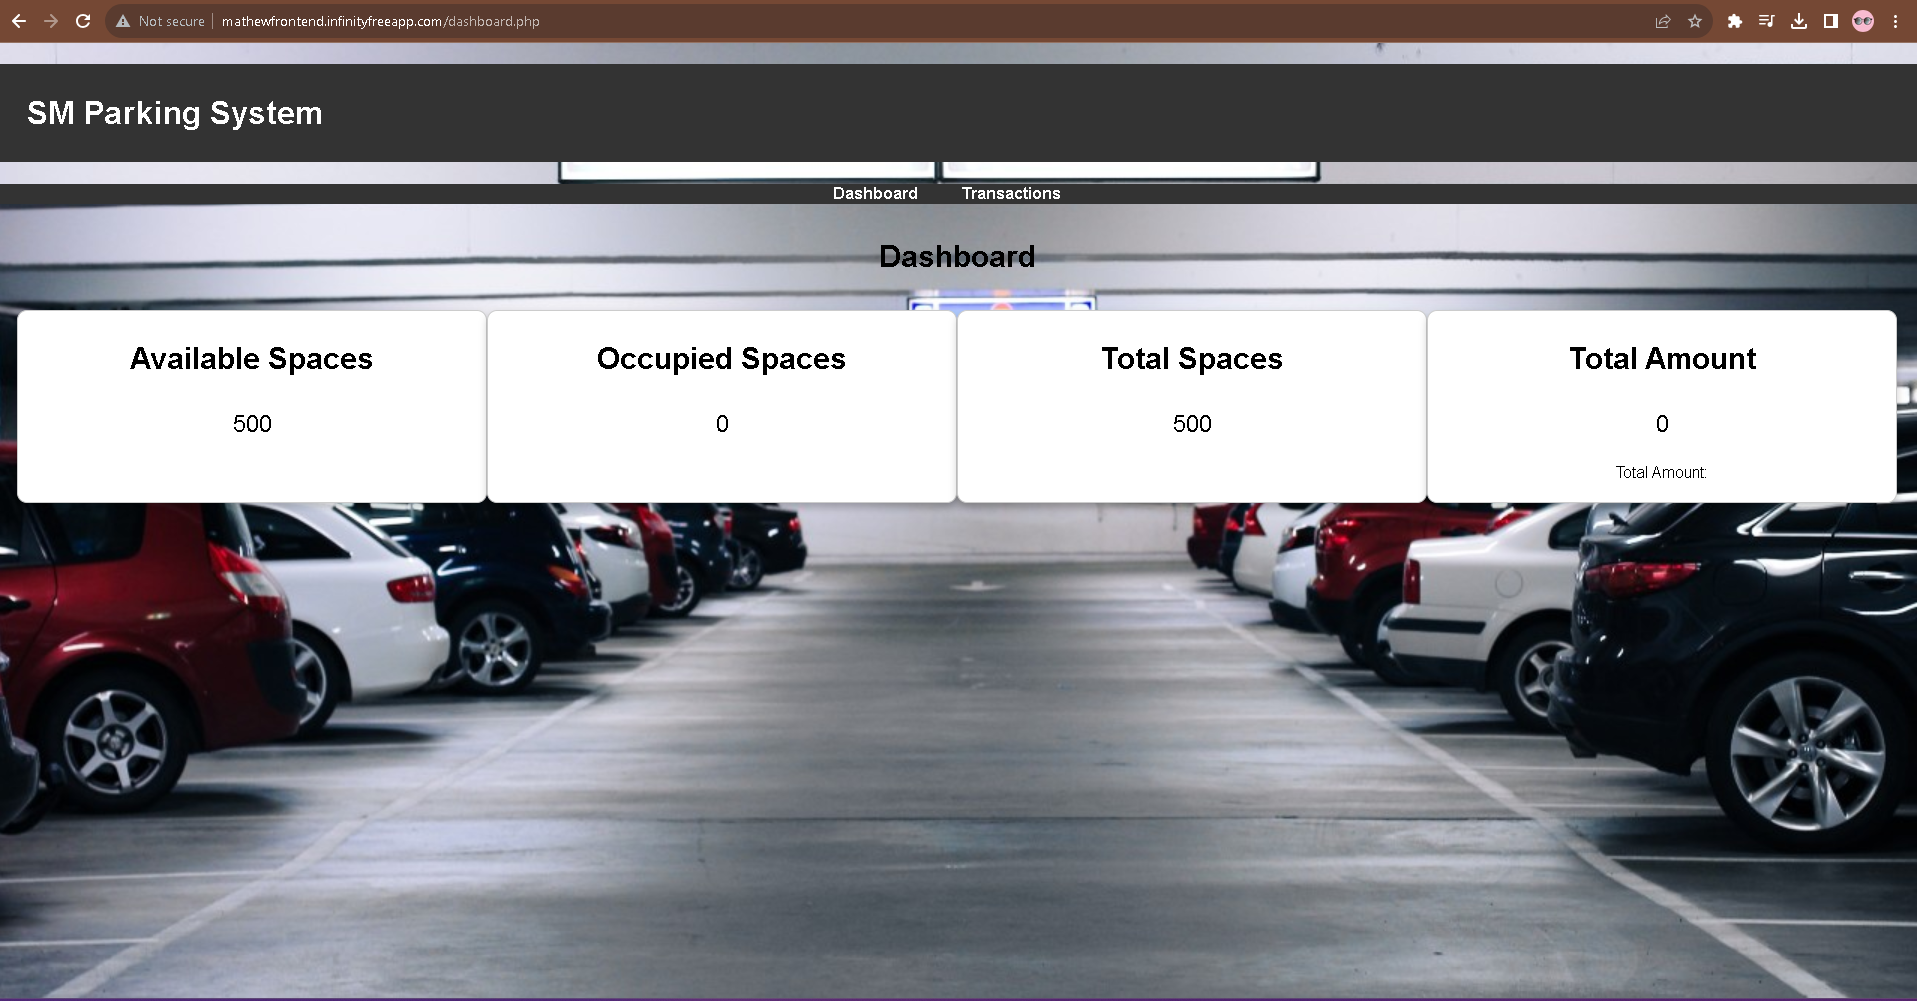 Not secure | mathewfrontend.infinityfreeapp.com/dashboard.php
SM Parking System
Dashboard Transactions
Dashboard
Available Spaces Occupied Spaces Total Spaces Total Amount
500 0 500 0
Total Amount: